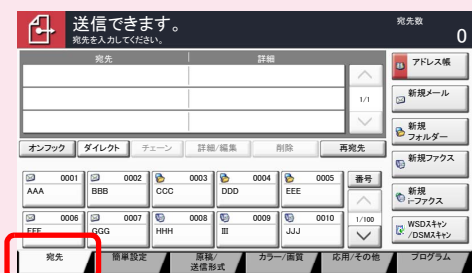 送信できます。
宛先を入力してください。
宛先数
0
宛先 詳細
1/1
オンフック ダイレクト チェーン 詳細/編集 削除 再宛先
0001 0002 0003 0004 0005 番号
AAA BBB CCC DDD EEE
0006 0007 0008 0009 0010 1/100
FFF GGG HHH III JJJ
宛先 簡単設定 原稿/送信形式 カラー/画質 応用/その他 プログラム
アドレス帳
新規メール
新規
フォルダー
新規ファクス
新規
i-ファクス
WSDスキャン
/DSMスキャン